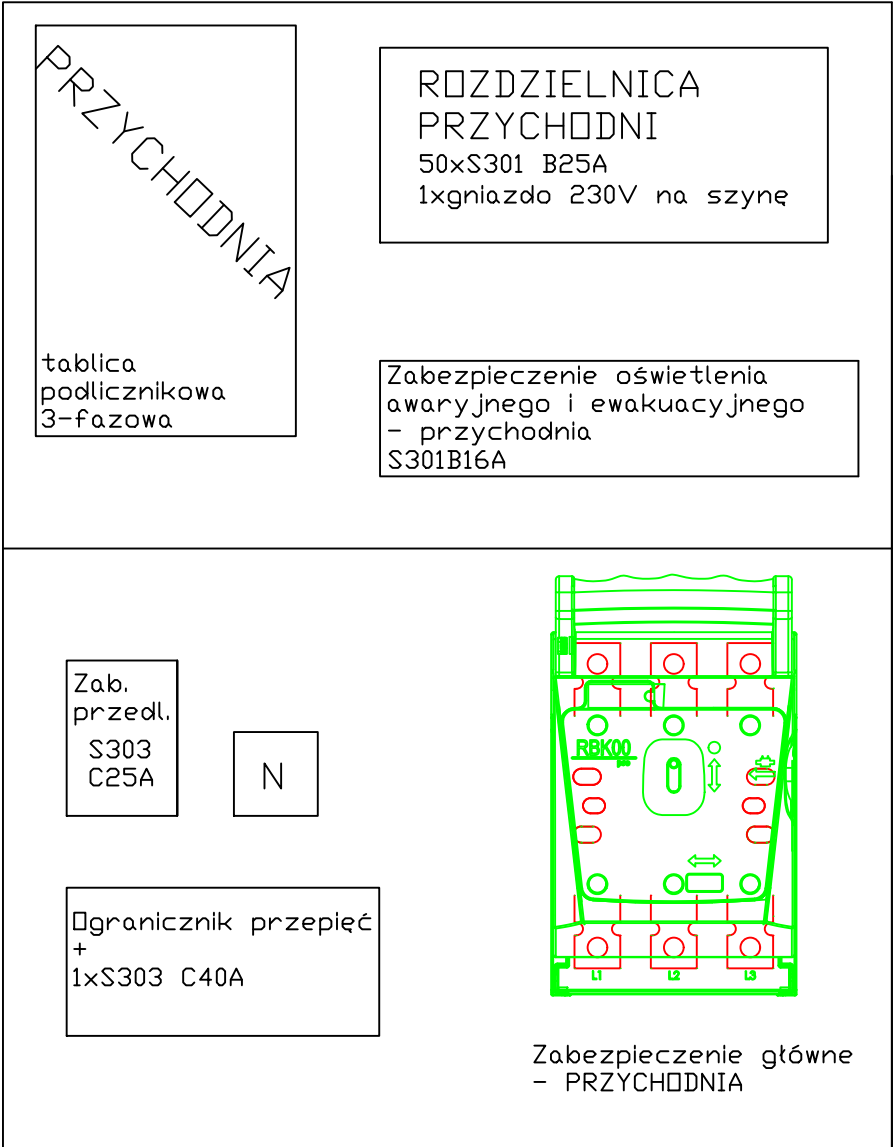 PRZYCHODNIA
tablica
podlicznikowa
3-fazowa
ROZDZIELNICA
PRZYCHODNI
50xS301 B25A
1xgniazdo 230V na szynę
Zabezpieczenie oświetlenia
awaryjnego i ewakuacyjnego
- przychodnia
S301B16A
Zab.
przedl.
S303
C25A
N
Ogranicznik przepięć
+
1xS303 C40A
RBK00
L1 L2 L3
Zabezpieczenie główne
- PRZYCHODNIA